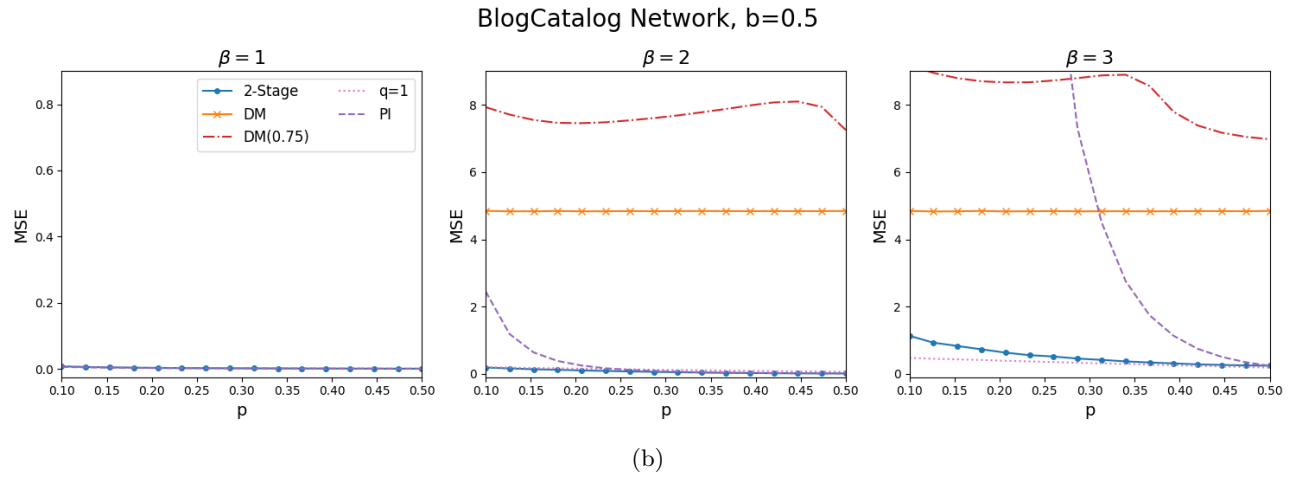 BlogCatalog Network, b=0.5
β = 1
MSE
0.8
0.6
0.4
0.2
0.0
2-Stage
DM
DM(0.75)
q=1
PI
0.10 0.15 0.20 0.25 0.30 0.35 0.40 0.45 0.50
p
β = 2
MSE
8
6
4
2
0
0.10 0.15 0.20 0.25 0.30 0.35 0.40 0.45 0.50
p
β = 3
MSE
8
6
4
2
0
0.10 0.15 0.20 0.25 0.30 0.35 0.40 0.45 0.50
p
(b)